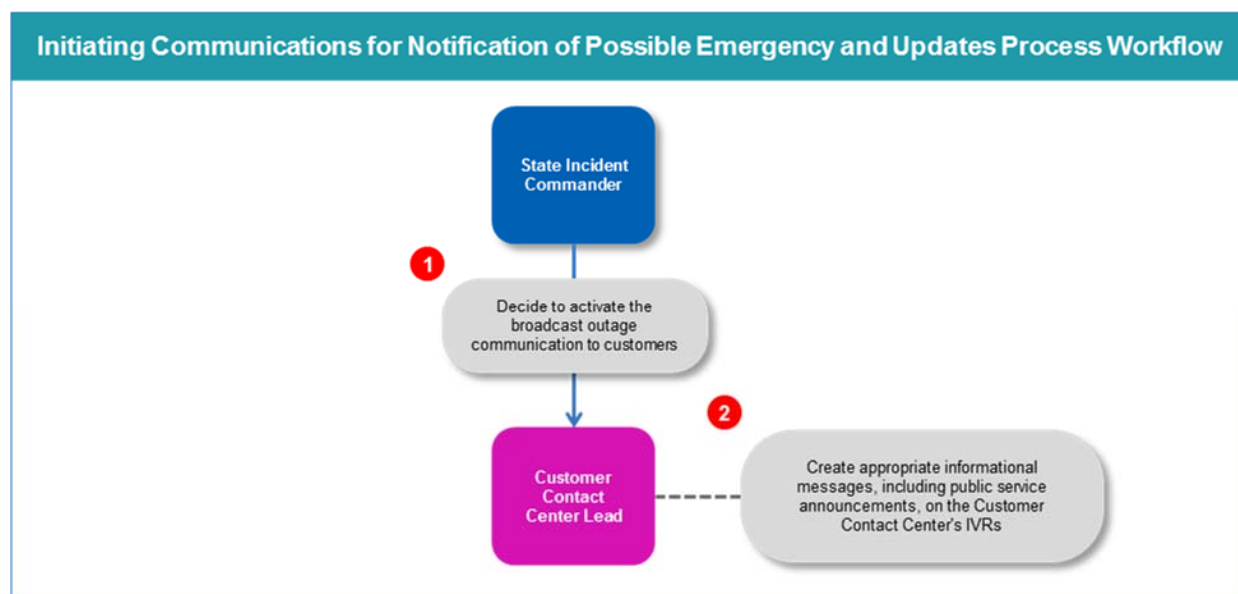 Initiating Communications for Notification of Possible Emergency and Updates Process Workflow
State Incident
Commander
1
Decide to activate the
broadcast outage
communication to customers
2
Customer
Contact
Center Lead
Create appropriate informational
messages, including public service
announcements, on the Customer
Contact Center's IVRs